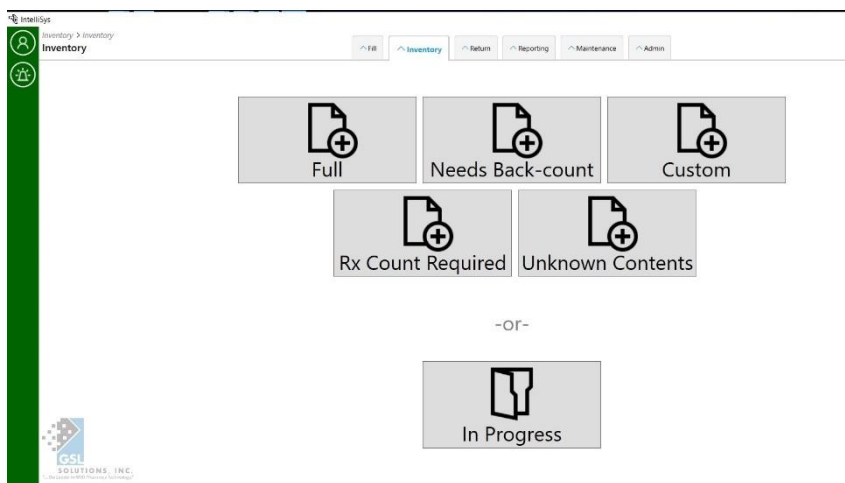 IntelliSys
Inventory > Inventory
Inventory
Fill
Inventory
Return
Reporting
Maintenance
Admin
Full
Needs Back-count
Custom
Rx Count Required
Unknown Contents
-or-
In Progress
GSL
SOLUTIONS, INC.